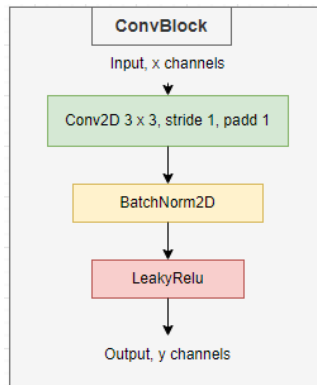 ConvBlock
Input, x channels
Conv2D 3 x 3, stride 1, padd 1
BatchNorm2D
LeakyRelu
Output, y channels